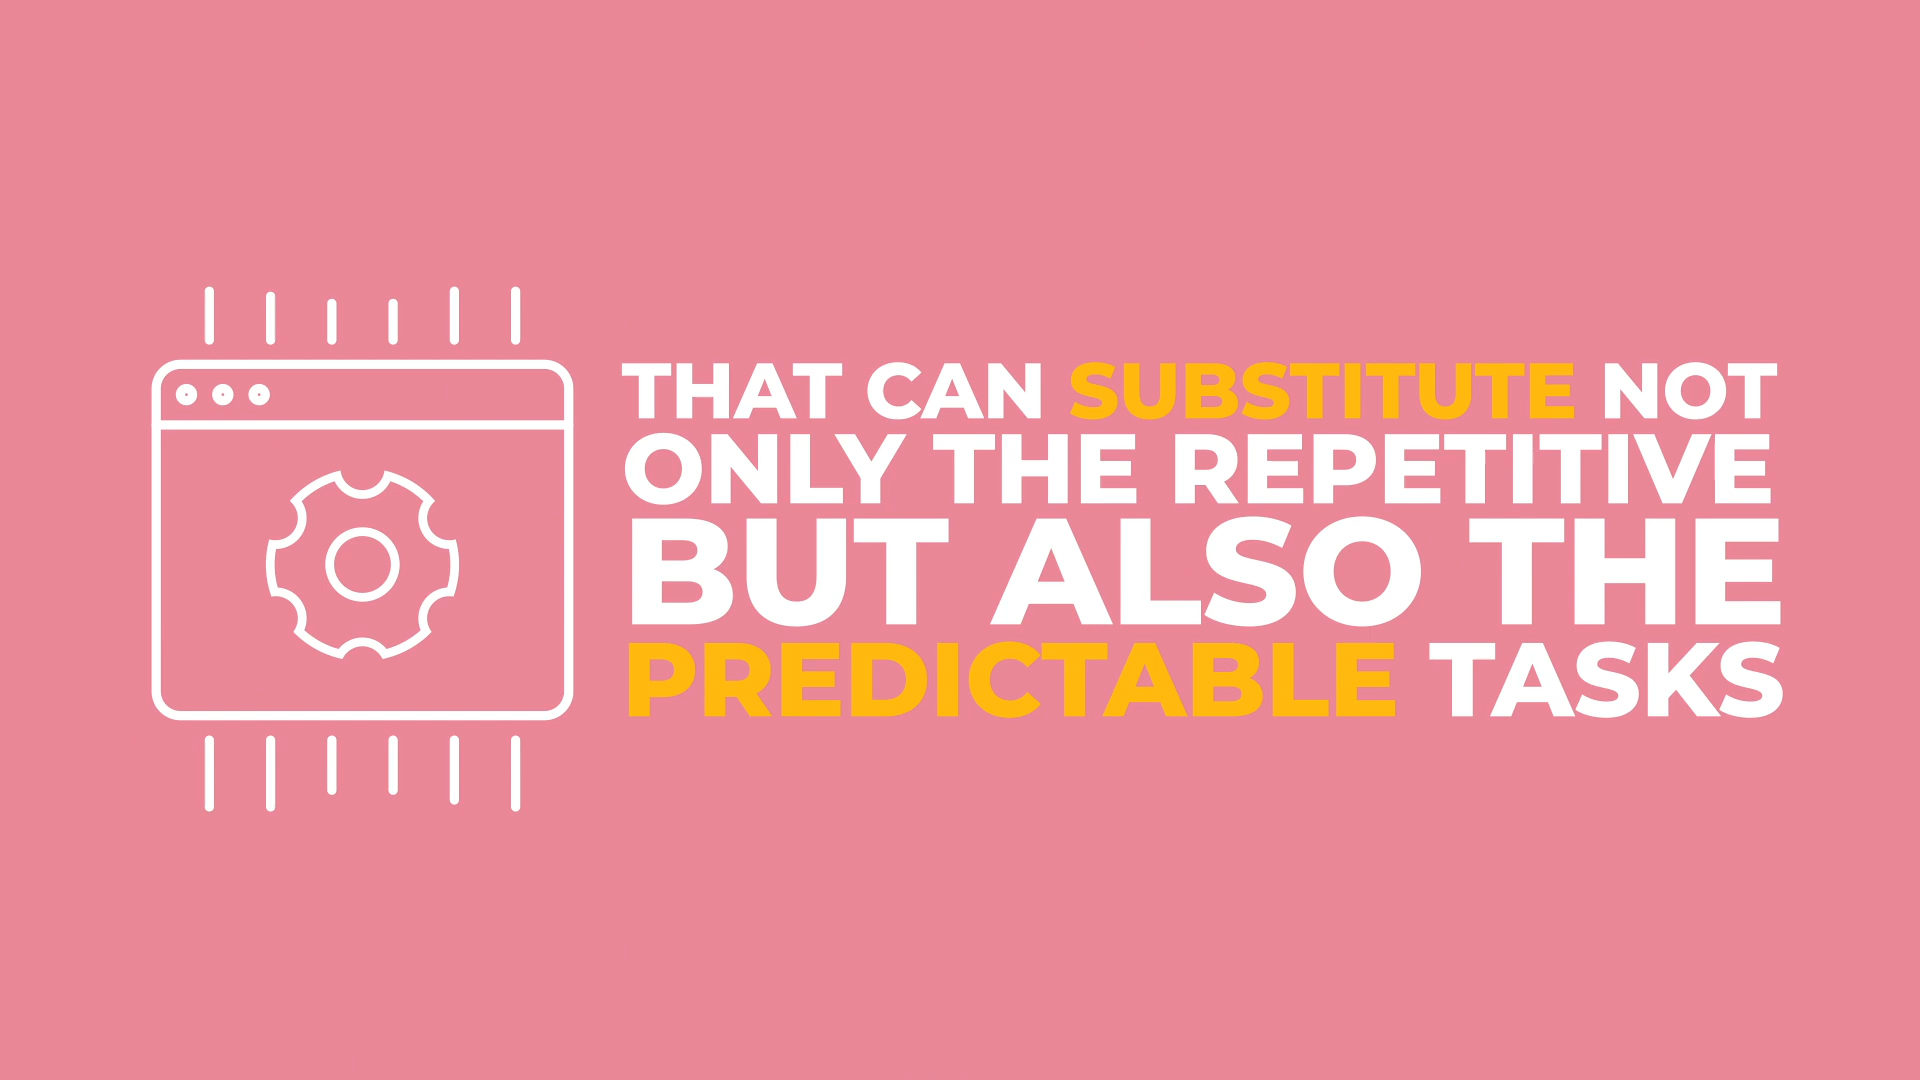 THAT CAN SUBSTITUTE NOT
ONLY THE REPETITIVE
BUT ALSO THE
PREDICTABLE TASKS